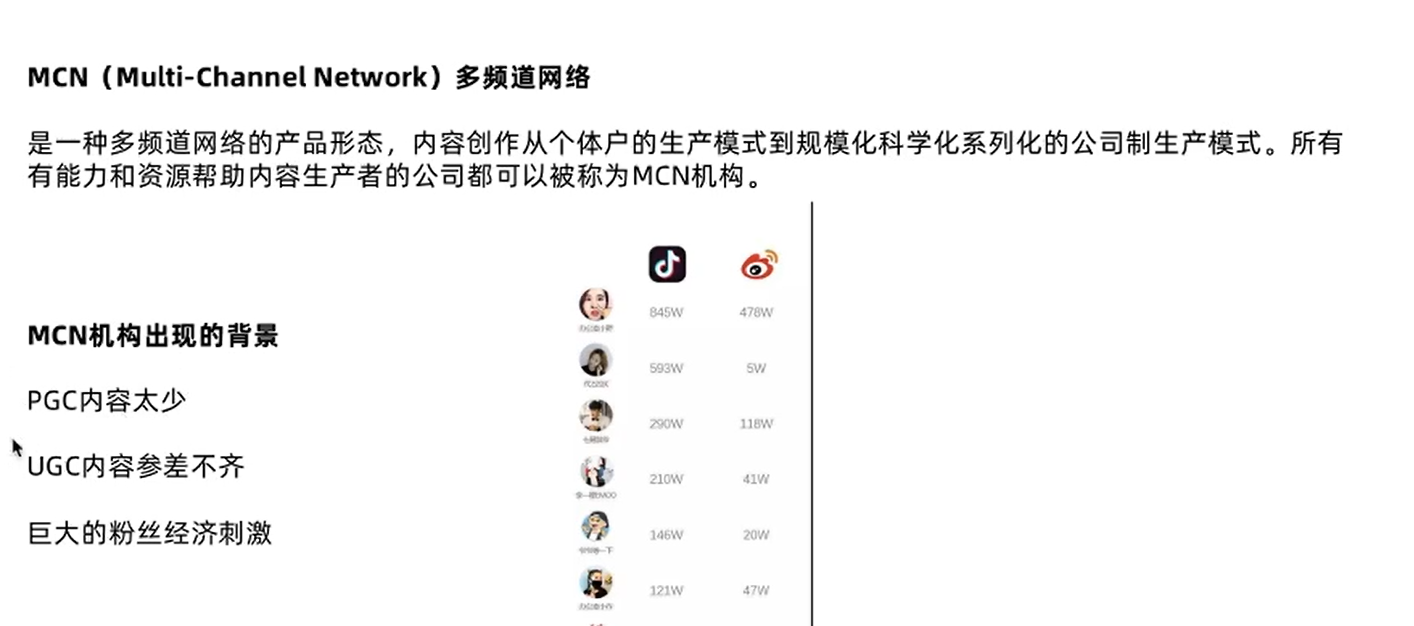 MCN（Multi-Channel Network）多频道网络
是一种多频道网络的产品形态，内容创作从个体户的生产模式到规模化科学化系列化的公司制生产模式。所有
有能力和资源帮助内容生产者的公司都可以被称为MCN机构。
MCN机构出现的背景
PGC内容太少
UGC内容参差不齐
巨大的粉丝经济刺激
845W 478W
办公室小野
593W 5W
290W 118W
210W 41W
146W 20W
121W 47W